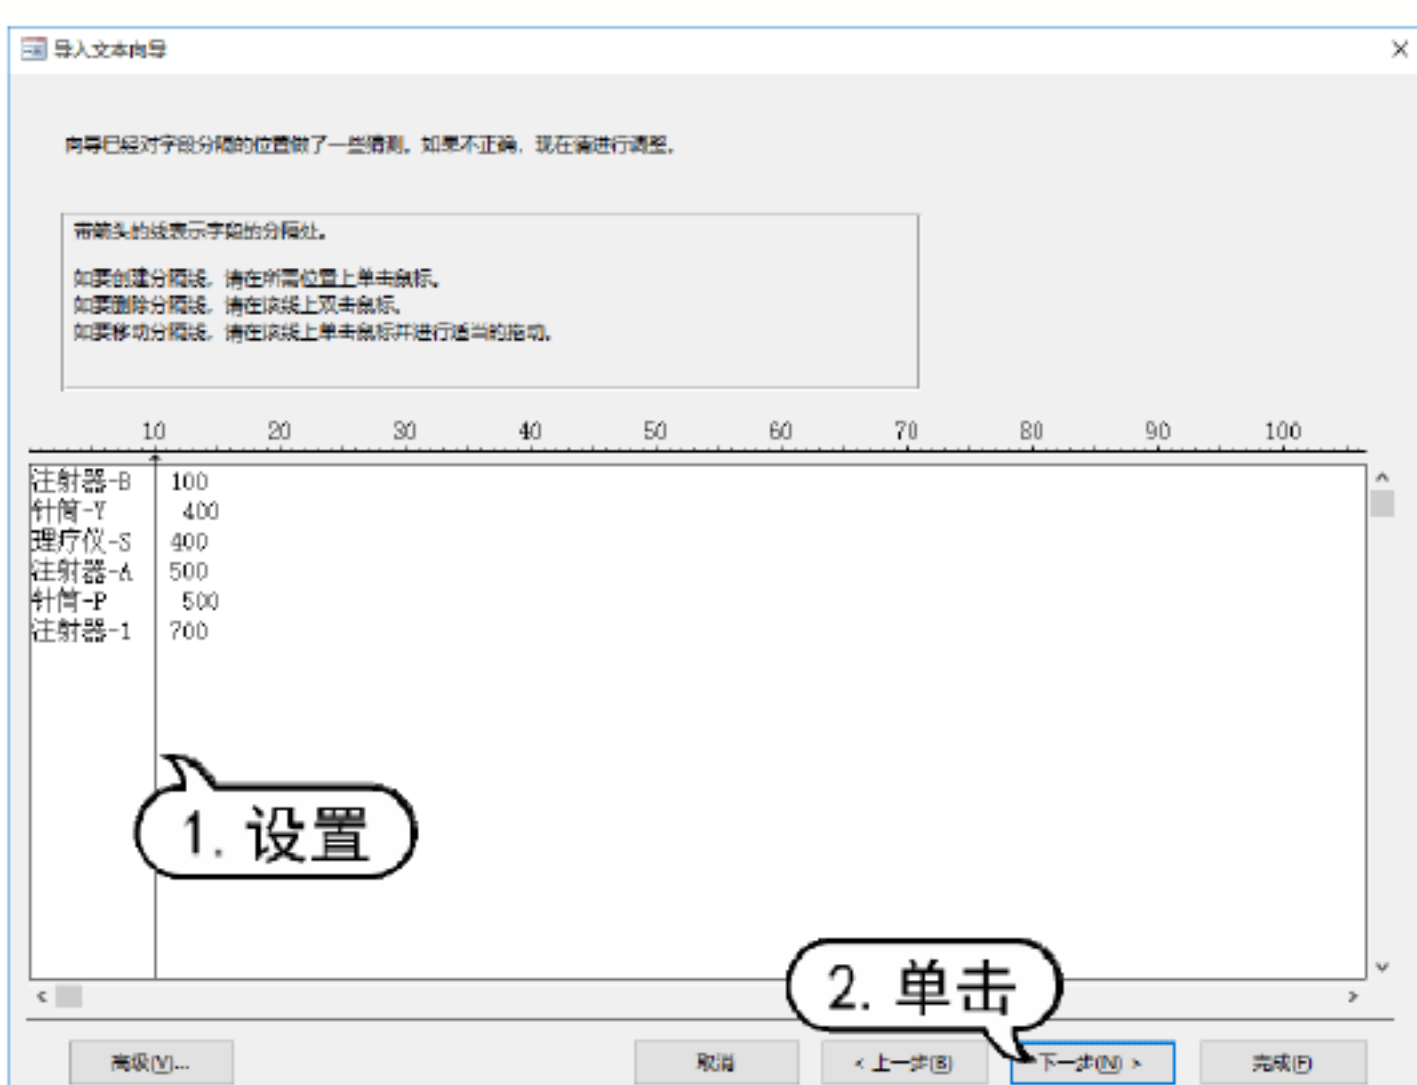 导入文本向导
向导已经对字段分隔的位置做了一些猜测。如果不正确，现在请进行调整。
带箭头的线表示字段的分隔处。
如要创建分隔线，请在所需位置上单击鼠标。
如要删除分隔线，请在该线上双击鼠标。
如要移动分隔线，请在该线上单击鼠标并进行适当的拖动。
10 20 30 40 50 60 70 80 90 100
注射器-B 100
针筒-Y 400
理疗仪-S 400
注射器-A 500
针筒-P 500
注射器-1 700
1. 设置
2. 单击
高级(V)... 取消 < 上一步(B) 下一步(N) > 完成(F)